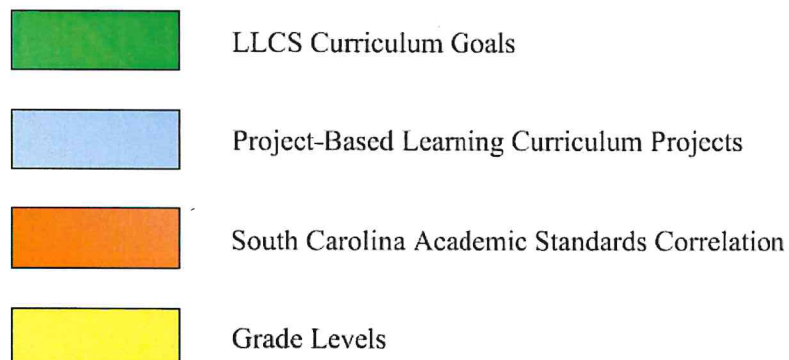 LLCS Curriculum Goals
Project-Based Learning Curriculum Projects
South Carolina Academic Standards Correlation
Grade Levels